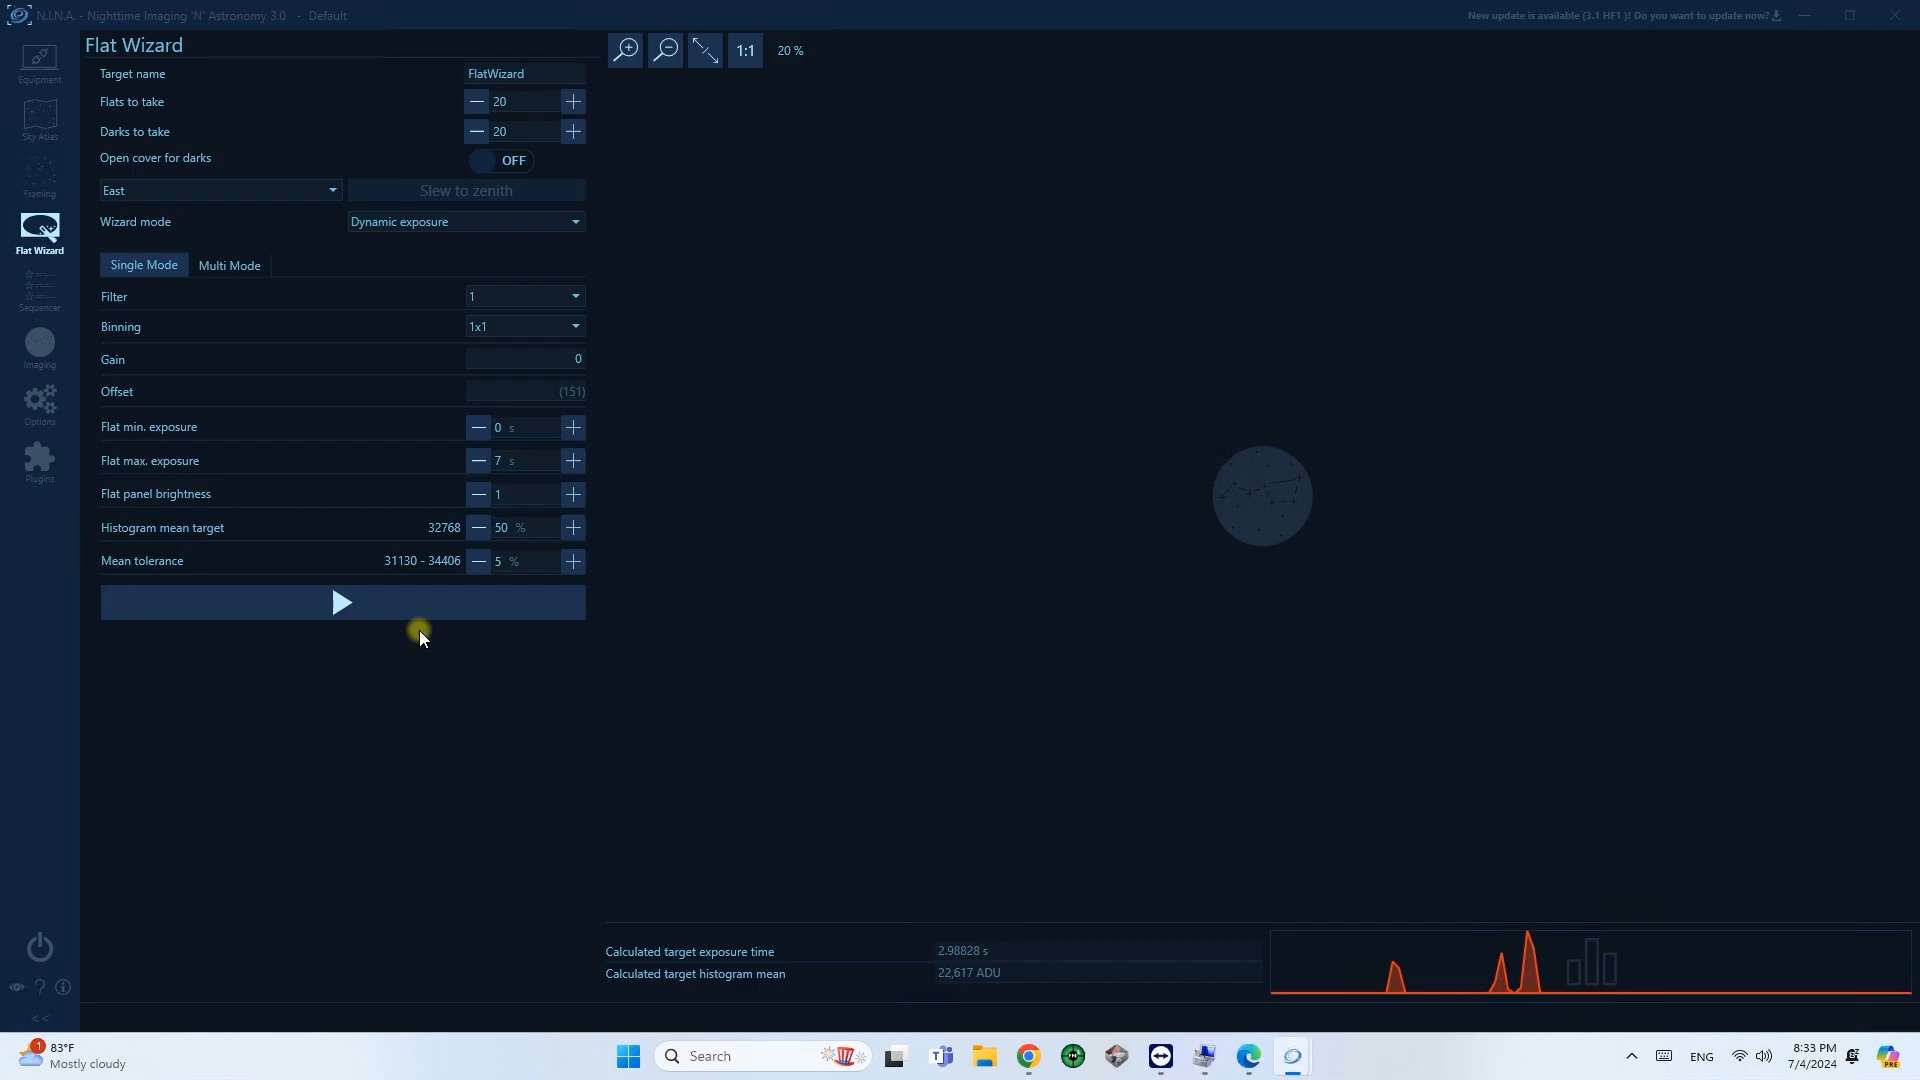 N.I.N.A. - Nighttime Imaging 'N' Astronomy 3.0 - Default
New update is available (3.1 HF1 )! Do you want to update now?
Equipment
Sky Atlas
Framing
Flat Wizard
Sequencer
Imaging
Options
Plugins
<<
Flat Wizard
Target name FlatWizard
Flats to take 20
Darks to take 20
Open cover for darks OFF
East Slew to zenith
Wizard mode Dynamic exposure
Single Mode Multi Mode
Filter 1
Binning 1x1
Gain 0
Offset (151)
Flat min. exposure 0 s
Flat max. exposure 7 s
Flat panel brightness 1
Histogram mean target 32768 50 %
Mean tolerance 31130 - 34406 5 %
1:1 20 %
Calculated target exposure time 2.98828 s
Calculated target histogram mean 22,617 ADU
1
83°F
Mostly cloudy
Search
ENG
8:33 PM
7/4/2024
PRE